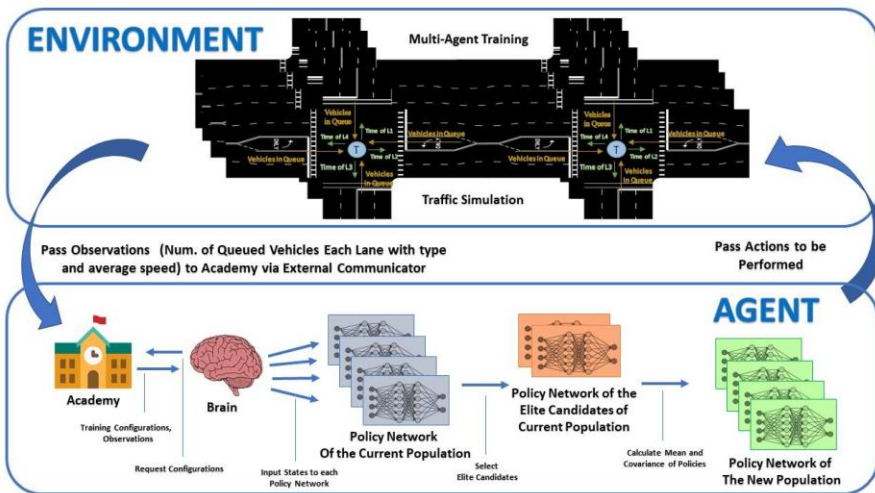 ENVIRONMENT
Multi-Agent Training
Vehicles
in Queue
Time of L4
Time of L1
Vehicles in Queue
ONLY
T
Time of L2
Vehicles in Queue
Time of L3
Vehicles
in Queue
Vehicles
in Queue
Time of L4
Time of L1
Vehicles in Queue
ONLY
T
Time of L2
Vehicles in Queue
Time of L3
Vehicles
in Queue
Traffic Simulation
Pass Observations (Num. of Queued Vehicles Each Lane with type
and average speed) to Academy via External Communicator
Pass Actions to be
Performed
AGENT
Academy
Brain
Training Configurations,
Observations
Request Configurations
Input States to each
Policy Network
Policy Network
Of the Current Population
Select
Elite Candidates
Policy Network of the
Elite Candidates of
Current Population
Calculate Mean and
Covariance of Policies
Policy Network of
The New Population